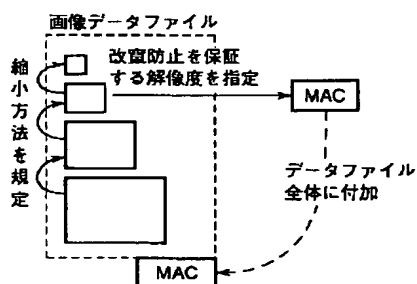 画像データファイル
改竄防止を保証
する解像度を指定
縮小方法を規定
MAC
データファイル
全体に付加
MAC